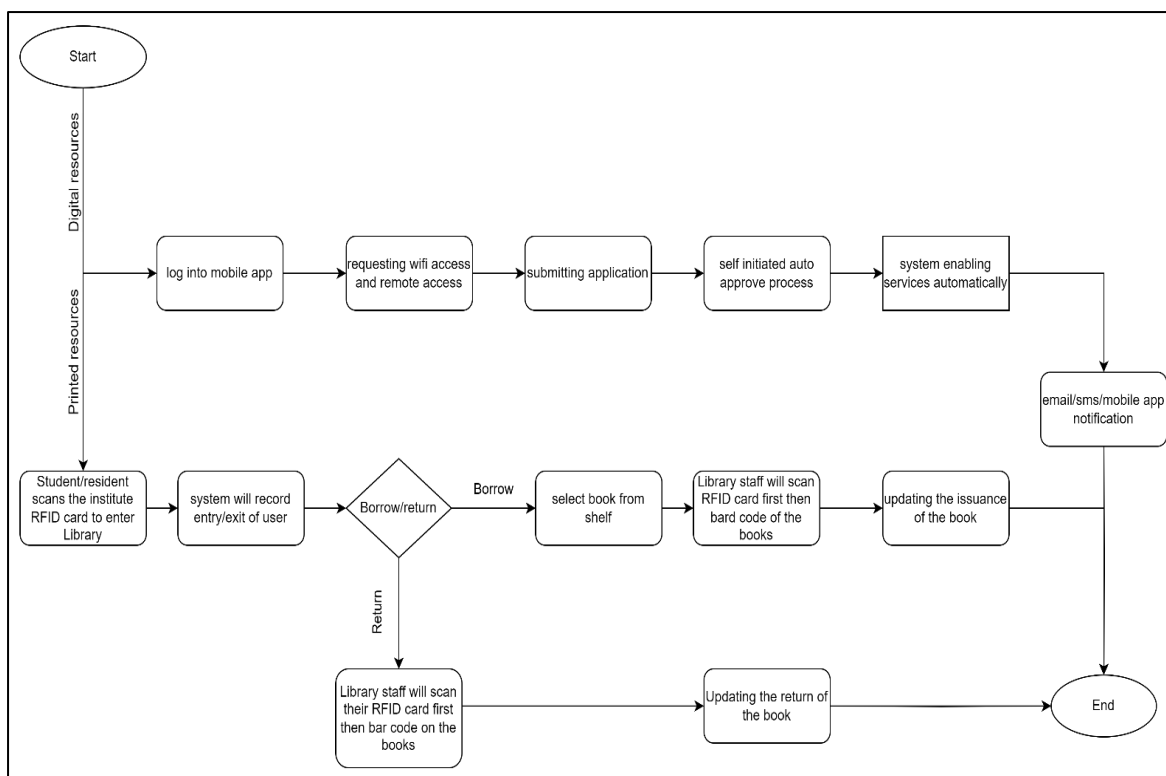 Start
Digital resources
log into mobile app
requesting wifi access
and remote access
submitting application
self initiated auto
approve process
system enabling
services automatically
email/sms/mobile app
notification
Printed resources
Student/resident
scans the institute
RFID card to enter
Library
system will record
entry/exit of user
Borrow/return
Borrow
select book from
shelf
Library staff will scan
RFID card first then
bard code of the
books
updating the issuance
of the book
Return
Library staff will scan
their RFID card first
then bar code on the
books
Updating the return of
the book
End